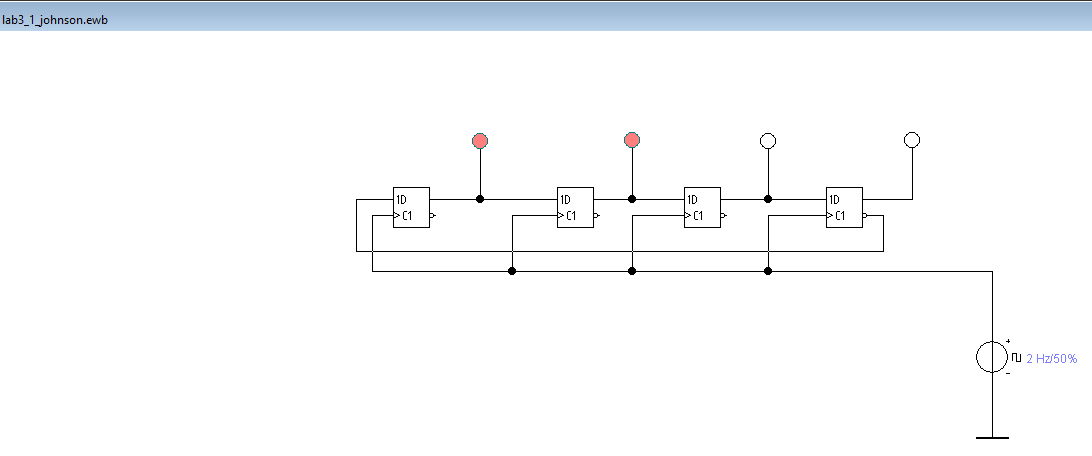 lab3_1_johnson.ewb
1D 1D 1D 1D
C1 C1 C1 C1
+
2 Hz/50%
-